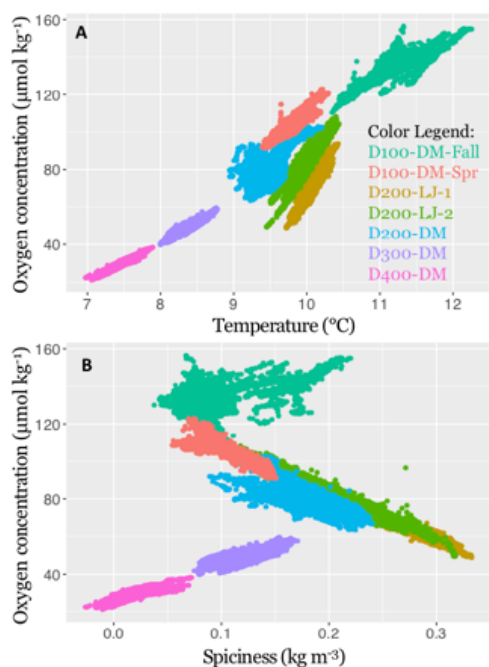 A
160
120
80
40
Oxygen concentration (μmol kg⁻¹)
Color Legend:
D100-DM-Fall
D100-DM-Spr
D200-LJ-1
D200-LJ-2
D200-DM
D300-DM
D400-DM
7 8 9 10 11 12
Temperature (°C)
B
160
120
80
40
Oxygen concentration (μmol kg⁻¹)
0.0 0.1 0.2 0.3
Spiciness (kg m⁻³)